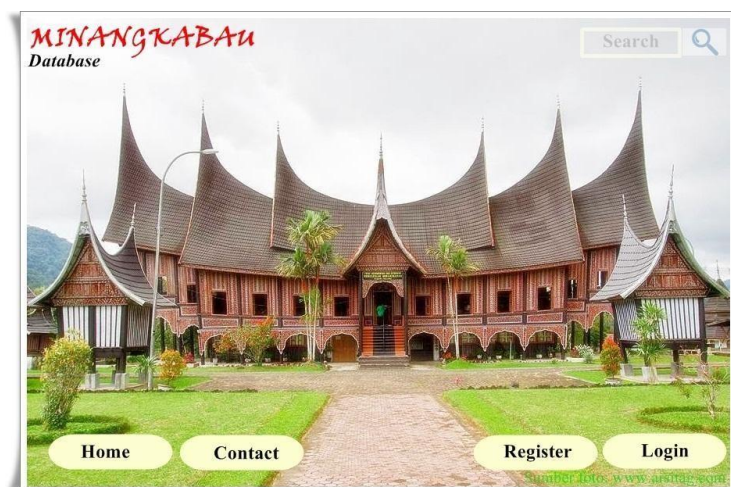 MINANGKABAU
Database
Search
Home
Contact
Register
Login
Sumber foto: www.arsitag.com